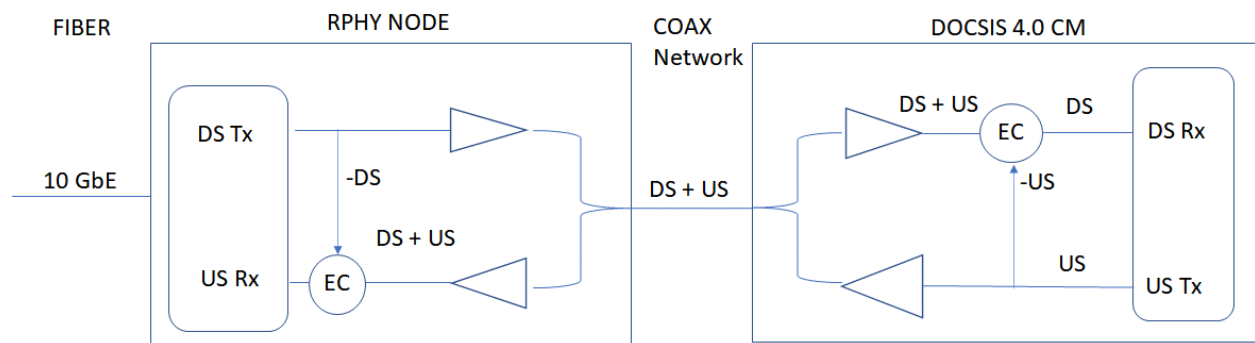 FIBER
RPHY NODE
COAX
Network
DOCSIS 4.0 CM
DS Tx
DS + US
EC
DS
DS Rx
10 GbE
-DS
DS + US
-US
DS + US
US Rx
EC
US
US Tx